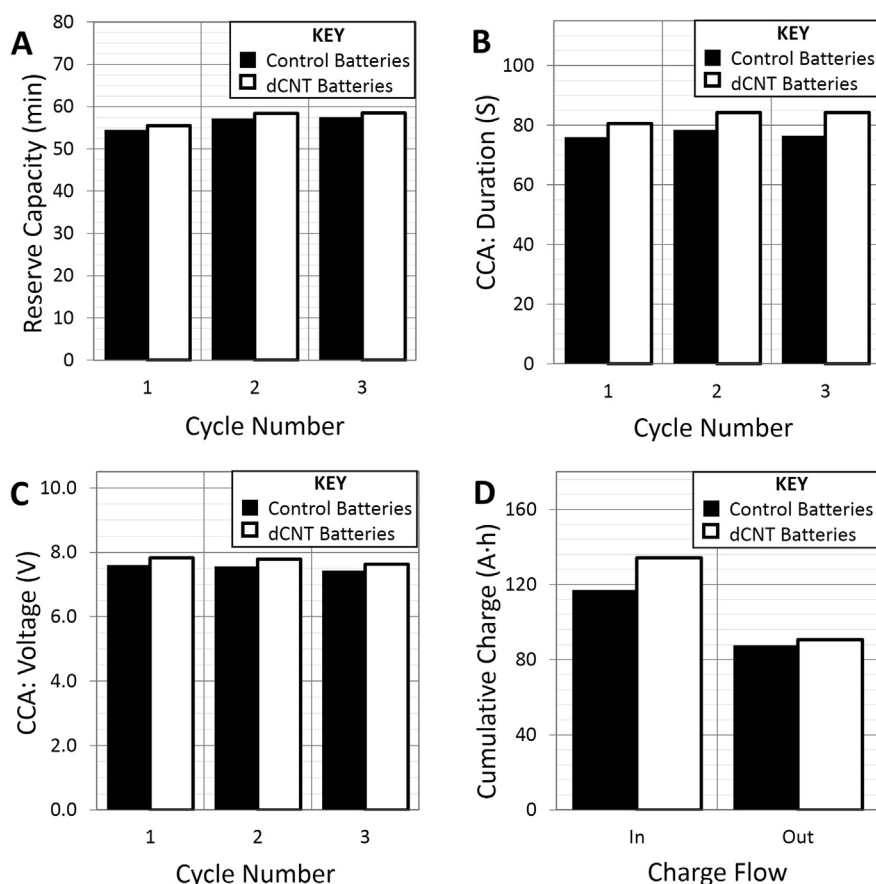 A
KEY
Control Batteries
dCNT Batteries
Reserve Capacity (min)
80
70
60
50
40
30
20
10
0
1 2 3
Cycle Number
B
KEY
Control Batteries
dCNT Batteries
CCA: Duration (S)
100
80
60
40
20
0
1 2 3
Cycle Number
C
KEY
Control Batteries
dCNT Batteries
CCA: Voltage (V)
10.0
8.0
6.0
4.0
2.0
0.0
1 2 3
Cycle Number
D
KEY
Control Batteries
dCNT Batteries
Cumulative Charge (A·h)
160
120
80
40
0
In Out
Charge Flow